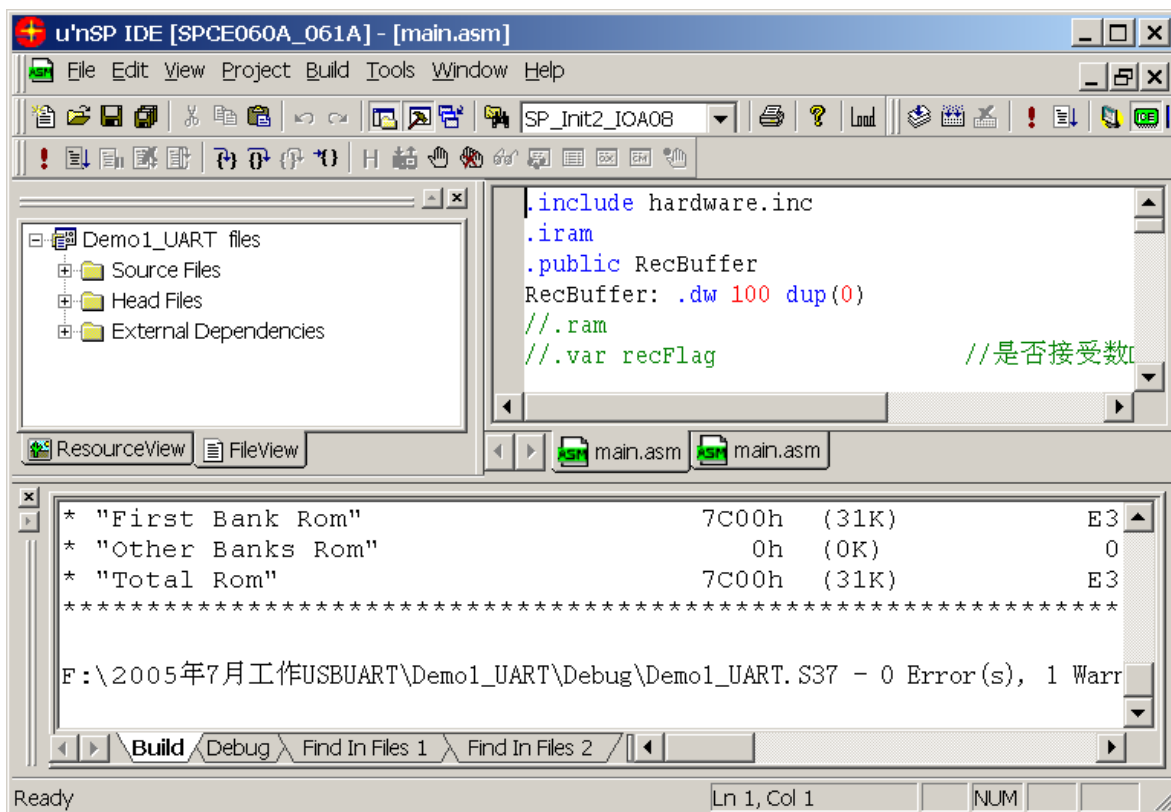 u'nSP IDE [SPCE060A_061A] - [main.asm]
File Edit View Project Build Tools Window Help
SP_Init2_IOA08
Demo1_UART files
Source Files
Head Files
External Dependencies
ResourceView FileView
.include hardware.inc
.iram
.public RecBuffer
RecBuffer: .dw 100 dup(0)
//.ram
//.var recFlag //是否接受数
main.asm main.asm
* "First Bank Rom" 7C00h (31K) E3
* "Other Banks Rom" 0h (0K) 0
* "Total Rom" 7C00h (31K) E3
********************************************************************
F:\2005年7月工作USBUART\Demo1_UART\Debug\Demo1_UART.S37 - 0 Error(s), 1 Warr
Build Debug Find In Files 1 Find In Files 2
Ready Ln 1, Col 1 NUM